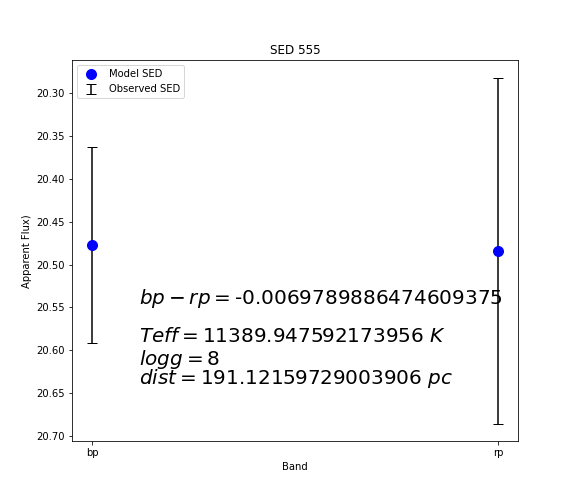 SED 555
Model SED
Observed SED
20.30
20.35
20.40
20.45
20.50
20.55
20.60
20.65
20.70
Apparent Flux)
bp − rp = -0.0069789886474609375
Teff = 11389.947592173956 K
logg = 8
dist = 191.12159729003906 pc
bp
rp
Band